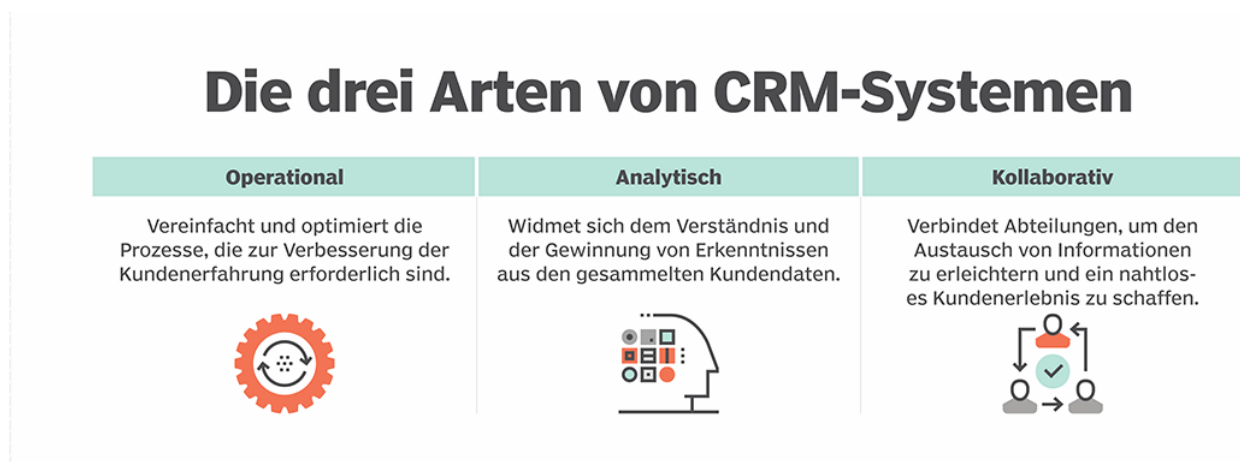 Die drei Arten von CRM-Systemen
Operational
Vereinfacht und optimiert die
Prozesse, die zur Verbesserung der
Kundenerfahrung erforderlich sind.
Analytisch
Widmet sich dem Verständnis und
der Gewinnung von Erkenntnissen
aus den gesammelten Kundendaten.
Kollaborativ
Verbindet Abteilungen, um den
Austausch von Informationen
zu erleichtern und ein nahtlos-
es Kundenerlebnis zu schaffen.